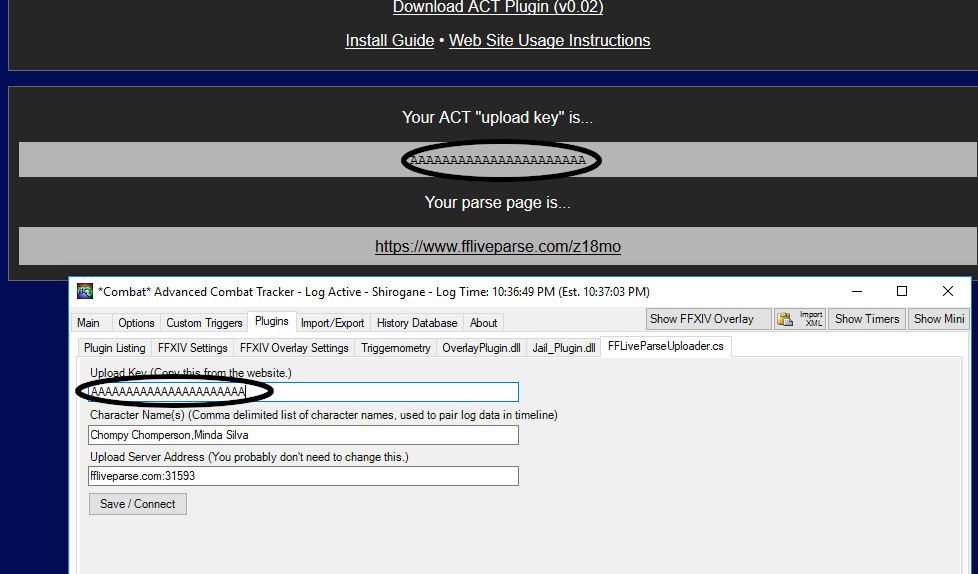 Download ACT Plugin (v0.02)
Install Guide • Web Site Usage Instructions
Your ACT "upload key" is...
AAAAAAAAAAAAAAAAAAAAAA
Your parse page is...
https://www.ffliveparse.com/z18mo
*Combat* Advanced Combat Tracker - Log Active - Shirogane - Log Time: 10:36:49 PM (Est. 10:37:03 PM)
Main Options Custom Triggers Plugins Import/Export History Database About Show FFXIV Overlay Import XML Show Timers Show Mini
Plugin Listing FFXIV Settings FFXIV Overlay Settings Triggernometry OverlayPlugin.dll Jail_Plugin.dll FFLiveParseUploader.cs
Upload Key (Copy this from the website.)
AAAAAAAAAAAAAAAAAAAAAA
Character Name(s) (Comma delimited list of character names, used to pair log data in timeline)
Chompy Chomperson,Minda Silva
Upload Server Address (You probably don't need to change this.)
ffliveparse.com:31593
Save / Connect